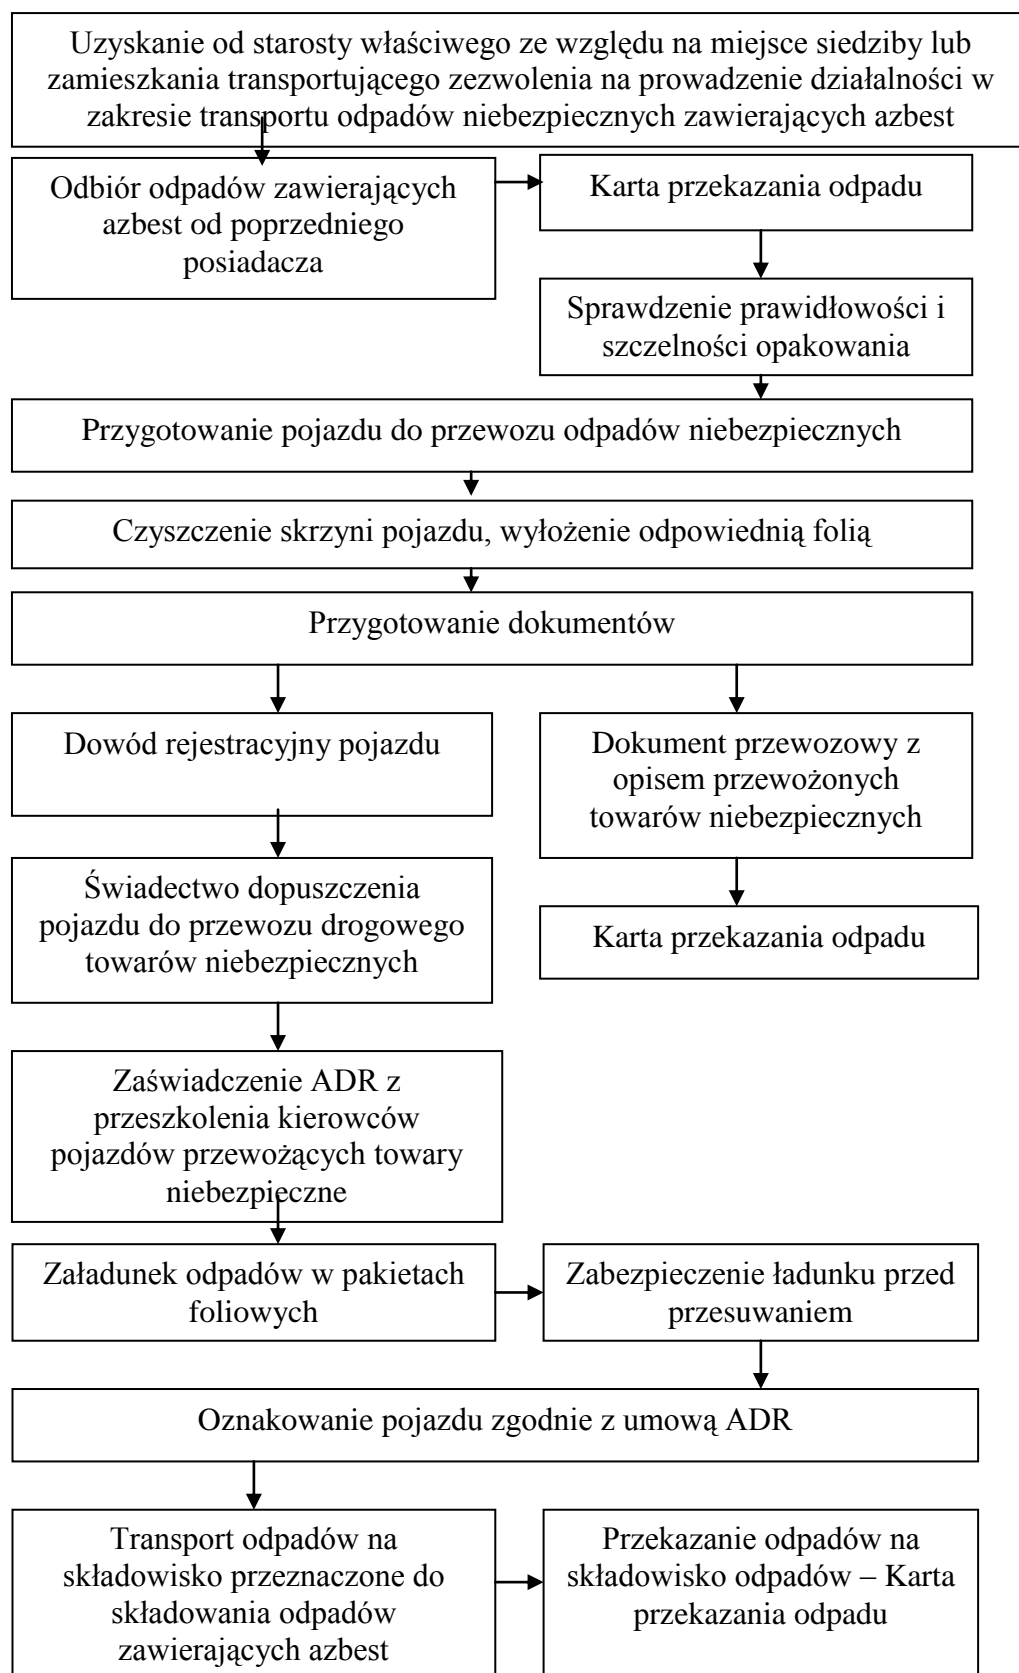 Uzyskanie od starosty właściwego ze względu na miejsce siedziby lub
zamieszkania transportującego zezwolenia na prowadzenie działalności w
zakresie transportu odpadów niebezpiecznych zawierających azbest
Odbiór odpadów zawierających
azbest od poprzedniego
posiadacza
Karta przekazania odpadu
Sprawdzenie prawidłowości i
szczelności opakowania
Przygotowanie pojazdu do przewozu odpadów niebezpiecznych
Czyszczenie skrzyni pojazdu, wyłożenie odpowiednią folią
Przygotowanie dokumentów
Dowód rejestracyjny pojazdu
Dokument przewozowy z
opisem przewożonych
towarów niebezpiecznych
Świadectwo dopuszczenia
pojazdu do przewozu drogowego
towarów niebezpiecznych
Karta przekazania odpadu
Zaświadczenie ADR z
przeszkolenia kierowców
pojazdów przewożących towary
niebezpieczne
Załadunek odpadów w pakietach
foliowych
Zabezpieczenie ładunku przed
przesuwaniem
Oznakowanie pojazdu zgodnie z umową ADR
Transport odpadów na
składowisko przeznaczone do
składowania odpadów
zawierających azbest
Przekazanie odpadów na
składowisko odpadów – Karta
przekazania odpadu